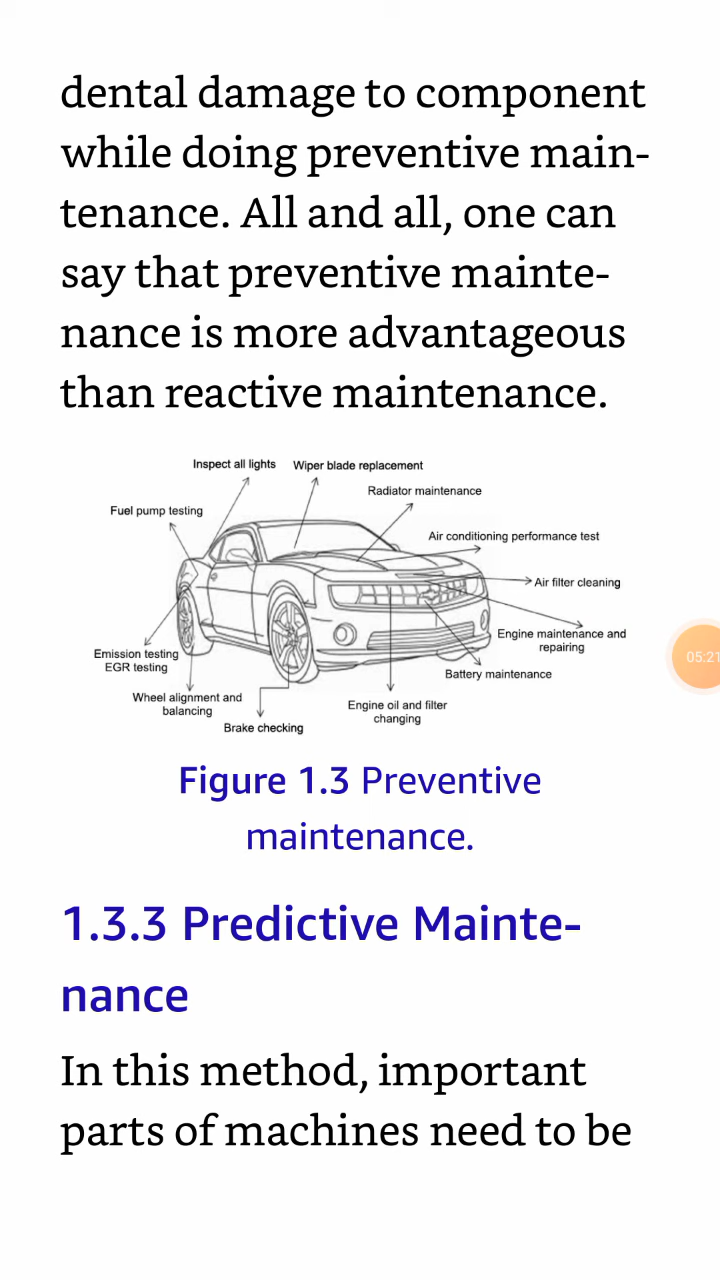 dental damage to component
while doing preventive main-
tenance. All and all, one can
say that preventive mainte-
nance is more advantageous
than reactive maintenance.
Inspect all lights
Wiper blade replacement
Radiator maintenance
Fuel pump testing
Air conditioning performance test
Air filter cleaning
Engine maintenance and
repairing
Emission testing
EGR testing
Battery maintenance
Wheel alignment and
balancing
Engine oil and filter
changing
Brake checking
05:21
Figure 1.3 Preventive
maintenance.
1.3.3 Predictive Mainte-
nance
In this method, important
parts of machines need to be